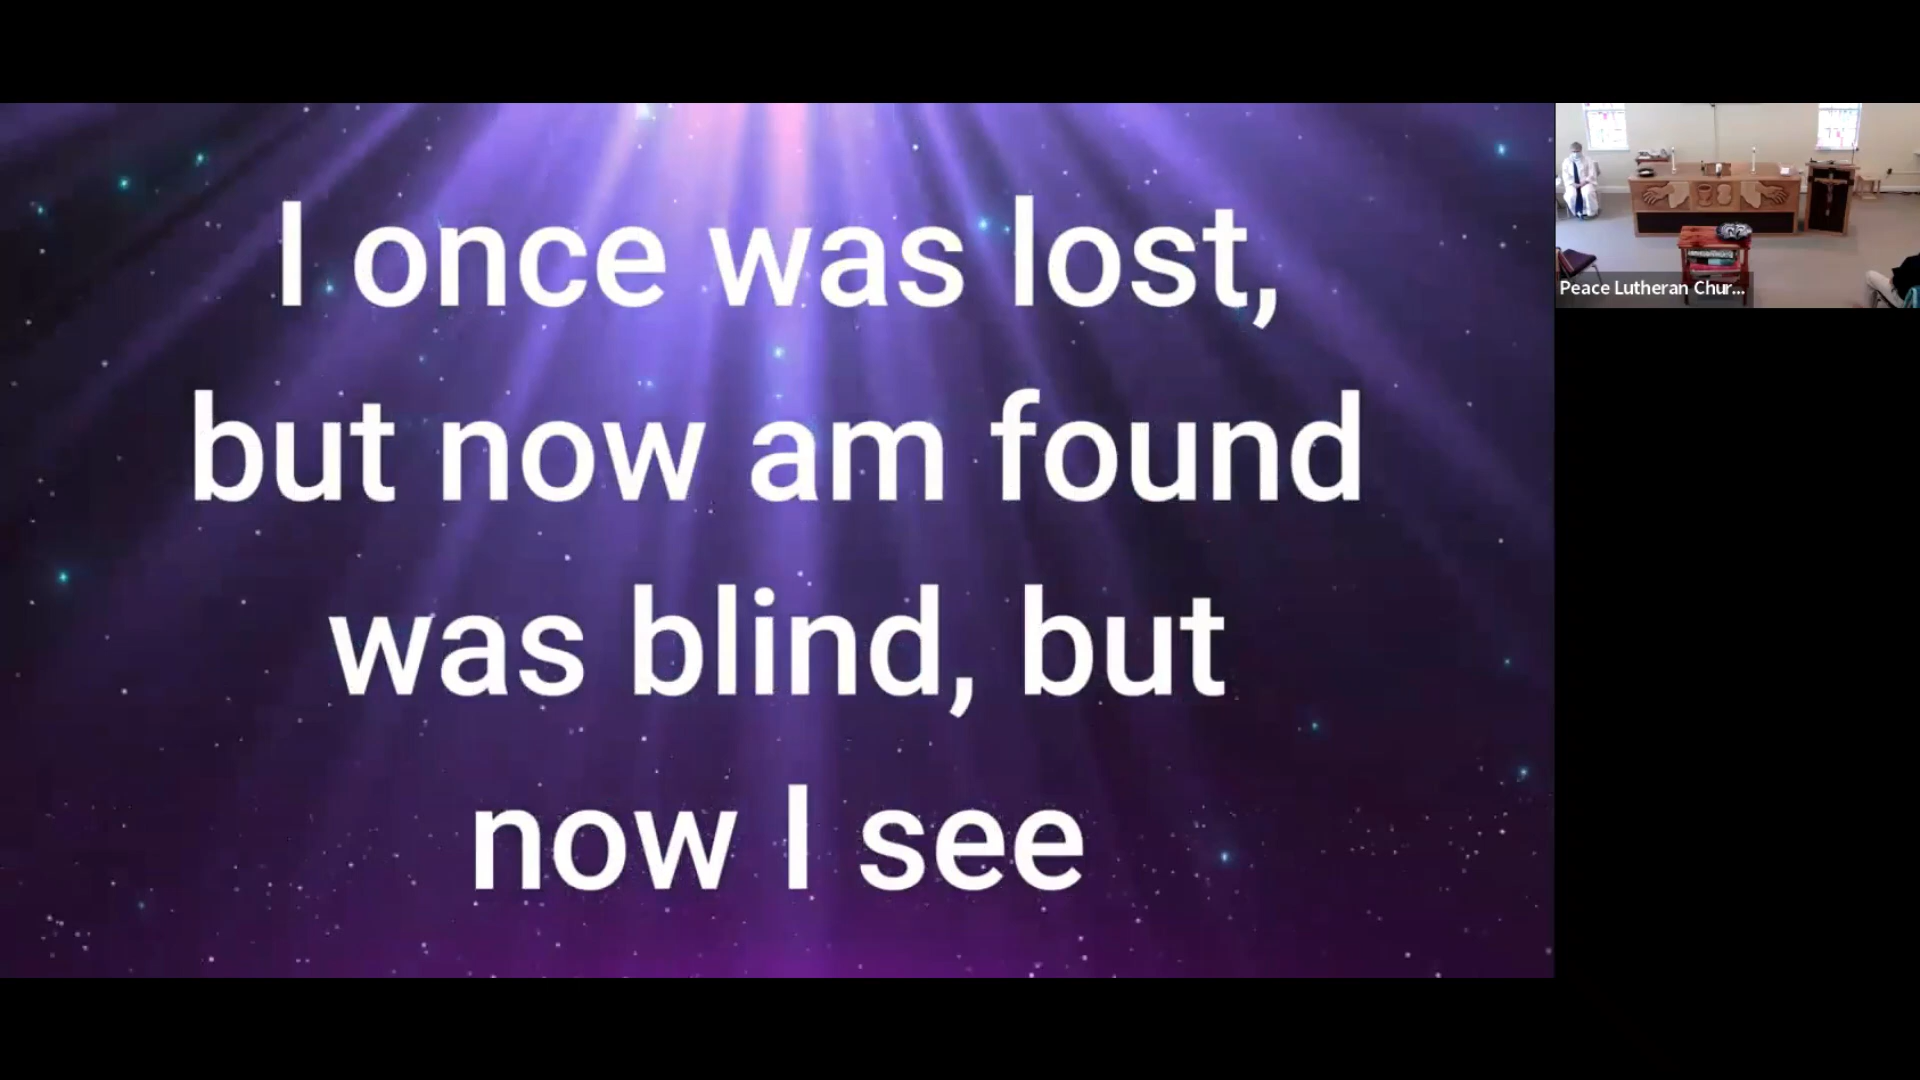 I once was lost,
but now am found
was blind, but
now I see
Peace Lutheran Chur...